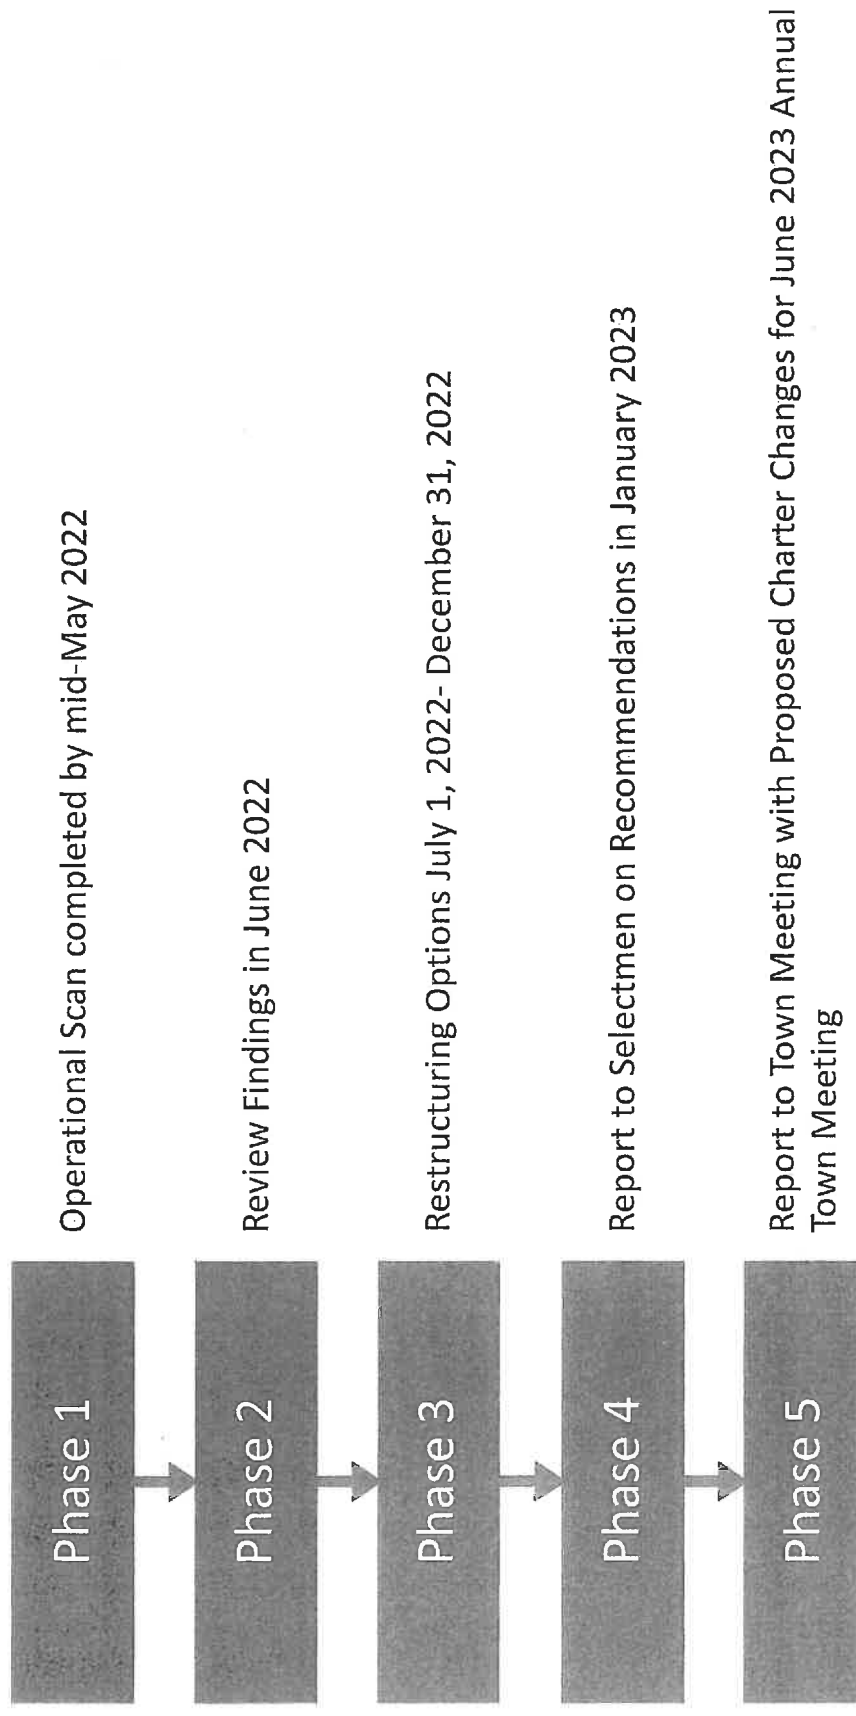 Phase 1
Operational Scan completed by mid-May 2022
Phase 2
Review Findings in June 2022
Phase 3
Restructuring Options July 1, 2022- December 31, 2022
Phase 4
Report to Selectmen on Recommendations in January 2023
Phase 5
Report to Town Meeting with Proposed Charter Changes for June 2023 Annual
Town Meeting